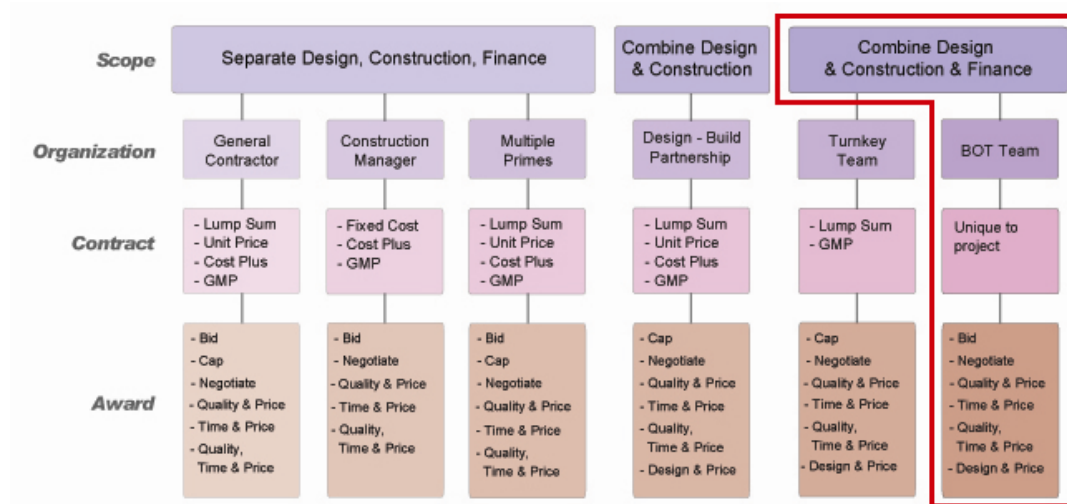 Scope
Separate Design, Construction, Finance
Combine Design
& Construction
Combine Design
& Construction & Finance
Organization
General
Contractor
Construction
Manager
Multiple
Primes
Design - Build
Partnership
Turnkey
Team
BOT Team
Contract
- Lump Sum
- Unit Price
- Cost Plus
- GMP
- Fixed Cost
- Cost Plus
- GMP
- Lump Sum
- Unit Price
- Cost Plus
- GMP
- Lump Sum
- Unit Price
- Cost Plus
- GMP
- Lump Sum
- GMP
Unique to
project
Award
- Bid
- Cap
- Negotiate
- Quality & Price
- Time & Price
- Quality,
Time & Price
- Bid
- Negotiate
- Quality & Price
- Time & Price
- Quality,
Time & Price
- Bid
- Cap
- Negotiate
- Quality & Price
- Time & Price
- Quality,
Time & Price
- Cap
- Negotiate
- Quality & Price
- Time & Price
- Quality,
Time & Price
- Design & Price
- Cap
- Negotiate
- Quality & Price
- Time & Price
- Quality,
Time & Price
- Design & Price
- Bid
- Negotiate
- Quality & Price
- Time & Price
- Quality,
Time & Price
- Design & Price